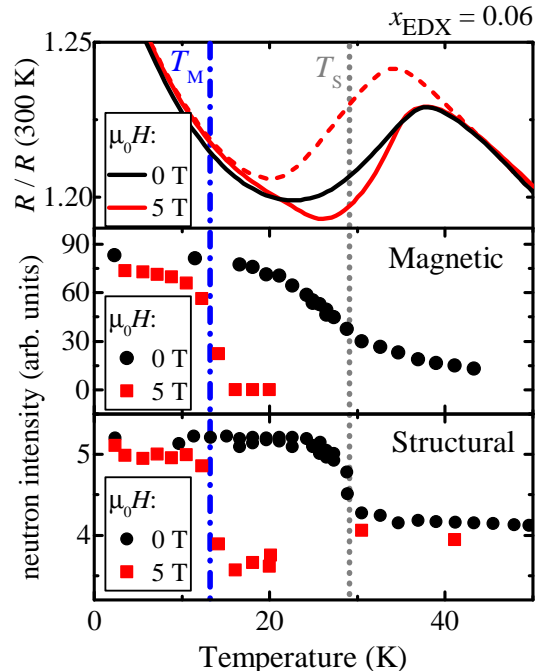 x_EDX = 0.06
1.25
T_M
T_S
R / R (300 K)
μ₀H:
0 T
5 T
1.20
90
Magnetic
60
μ₀H:
30
0 T
0
5 T
neutron intensity (arb. units)
5
Structural
μ₀H:
4
0 T
5 T
0
20
40
Temperature (K)